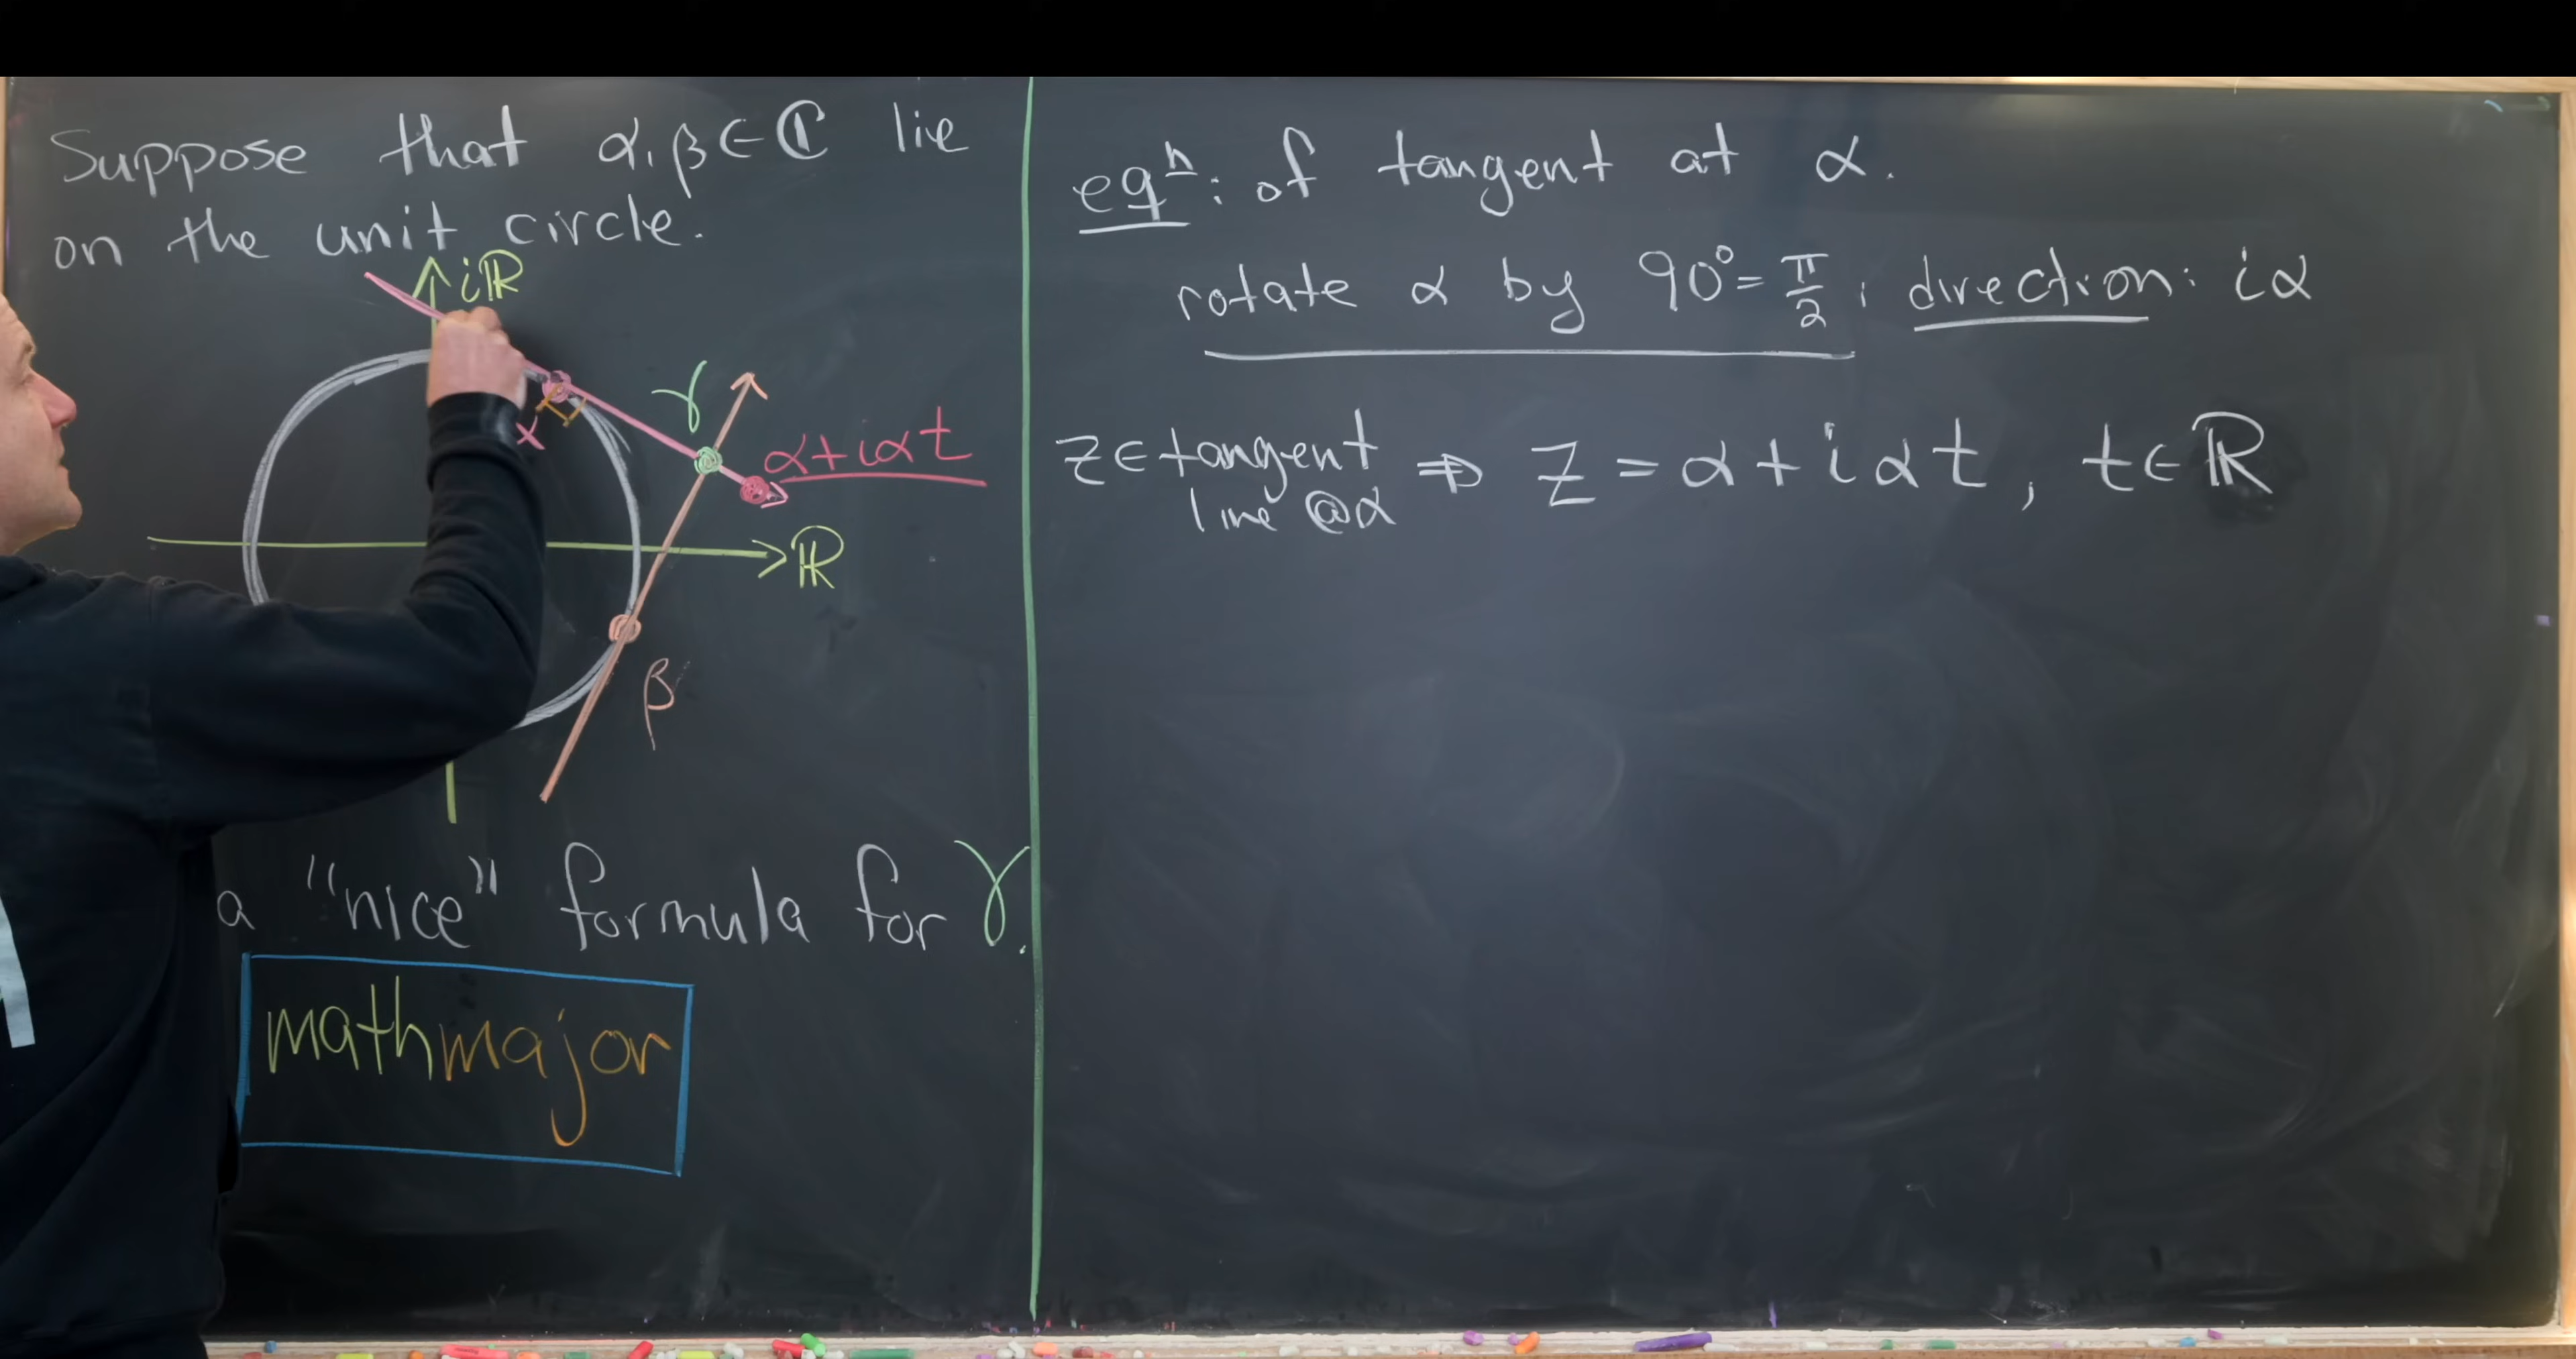 Suppose that α, β ∈ ℂ lie
on the unit circle.
iℝ
γ
α
α+iαt
ℝ
β
a "nice" formula for γ.
mathmajor
eqⁿ: of tangent at α.
rotate α by 90° = π/2, direction: iα
z ∈ tangent line @ α ⇒ z = α + iαt, t ∈ ℝ